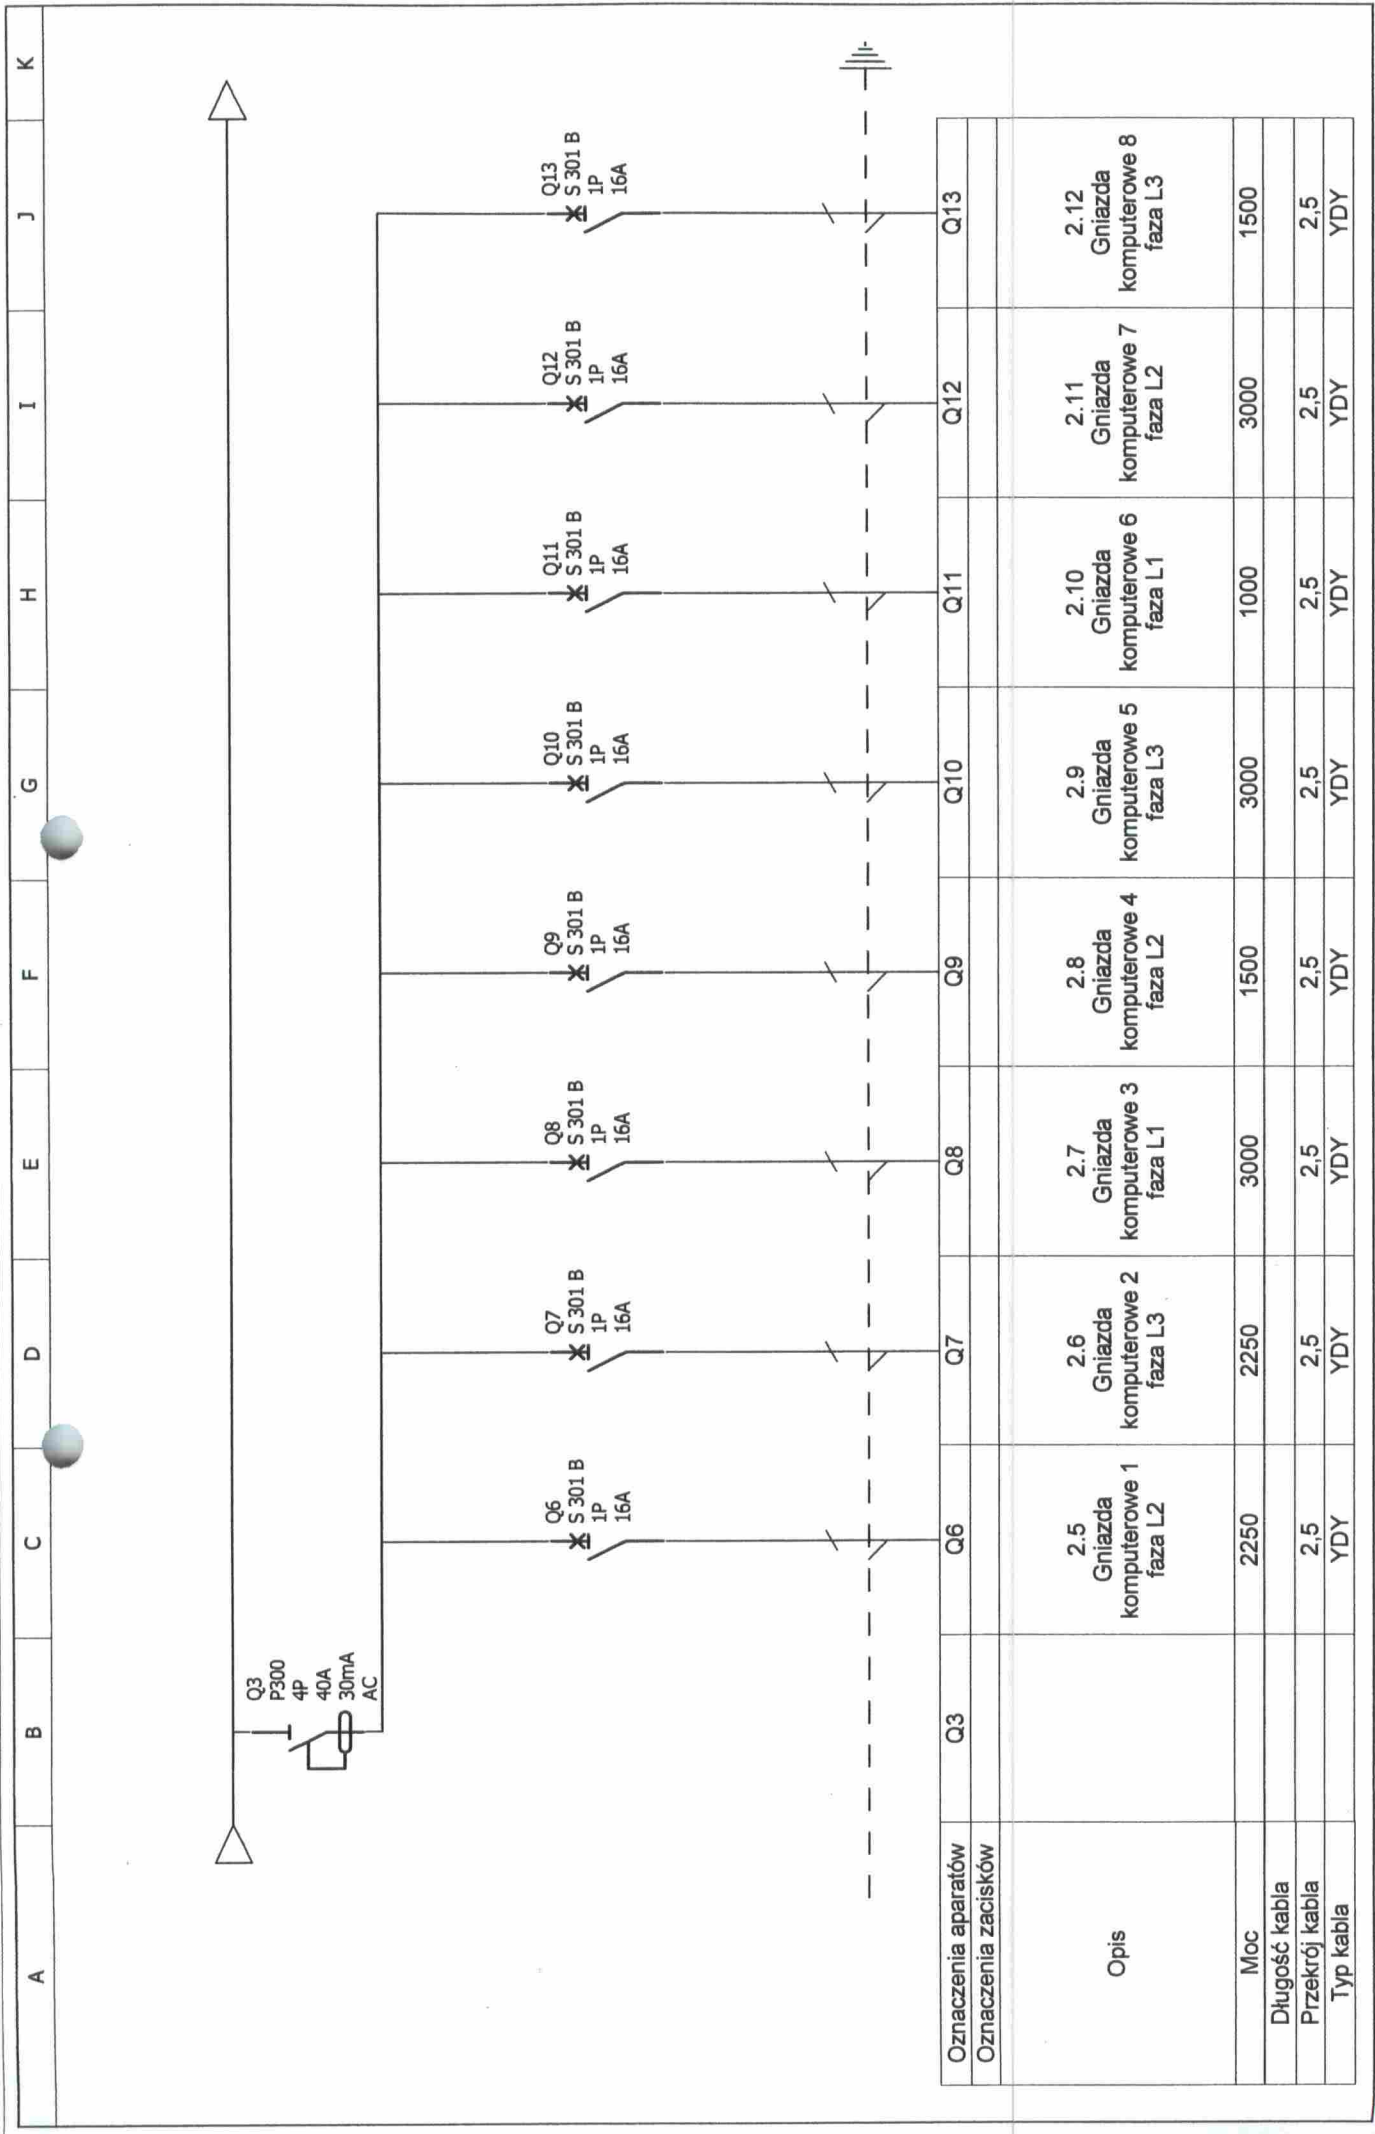 A B C D E F G H I J K
Q3
P300
4P
40A
30mA
AC
Q6
S 301 B
1P
16A
Q7
S 301 B
1P
16A
Q8
S 301 B
1P
16A
Q9
S 301 B
1P
16A
Q10
S 301 B
1P
16A
Q11
S 301 B
1P
16A
Q12
S 301 B
1P
16A
Q13
S 301 B
1P
16A
Oznaczenia aparatów Q3 Q6 Q7 Q8 Q9 Q10 Q11 Q12 Q13
Oznaczenia zacisków
Opis
2.5
Gniazda
komputerowe 1
faza L2
2.6
Gniazda
komputerowe 2
faza L3
2.7
Gniazda
komputerowe 3
faza L1
2.8
Gniazda
komputerowe 4
faza L2
2.9
Gniazda
komputerowe 5
faza L3
2.10
Gniazda
komputerowe 6
faza L1
2.11
Gniazda
komputerowe 7
faza L2
2.12
Gniazda
komputerowe 8
faza L3
Moc 2250 2250 3000 1500 3000 1000 3000 1500
Długość kabla
Przekrój kabla 2,5 2,5 2,5 2,5 2,5 2,5 2,5 2,5
Typ kabla YDY YDY YDY YDY YDY YDY YDY YDY